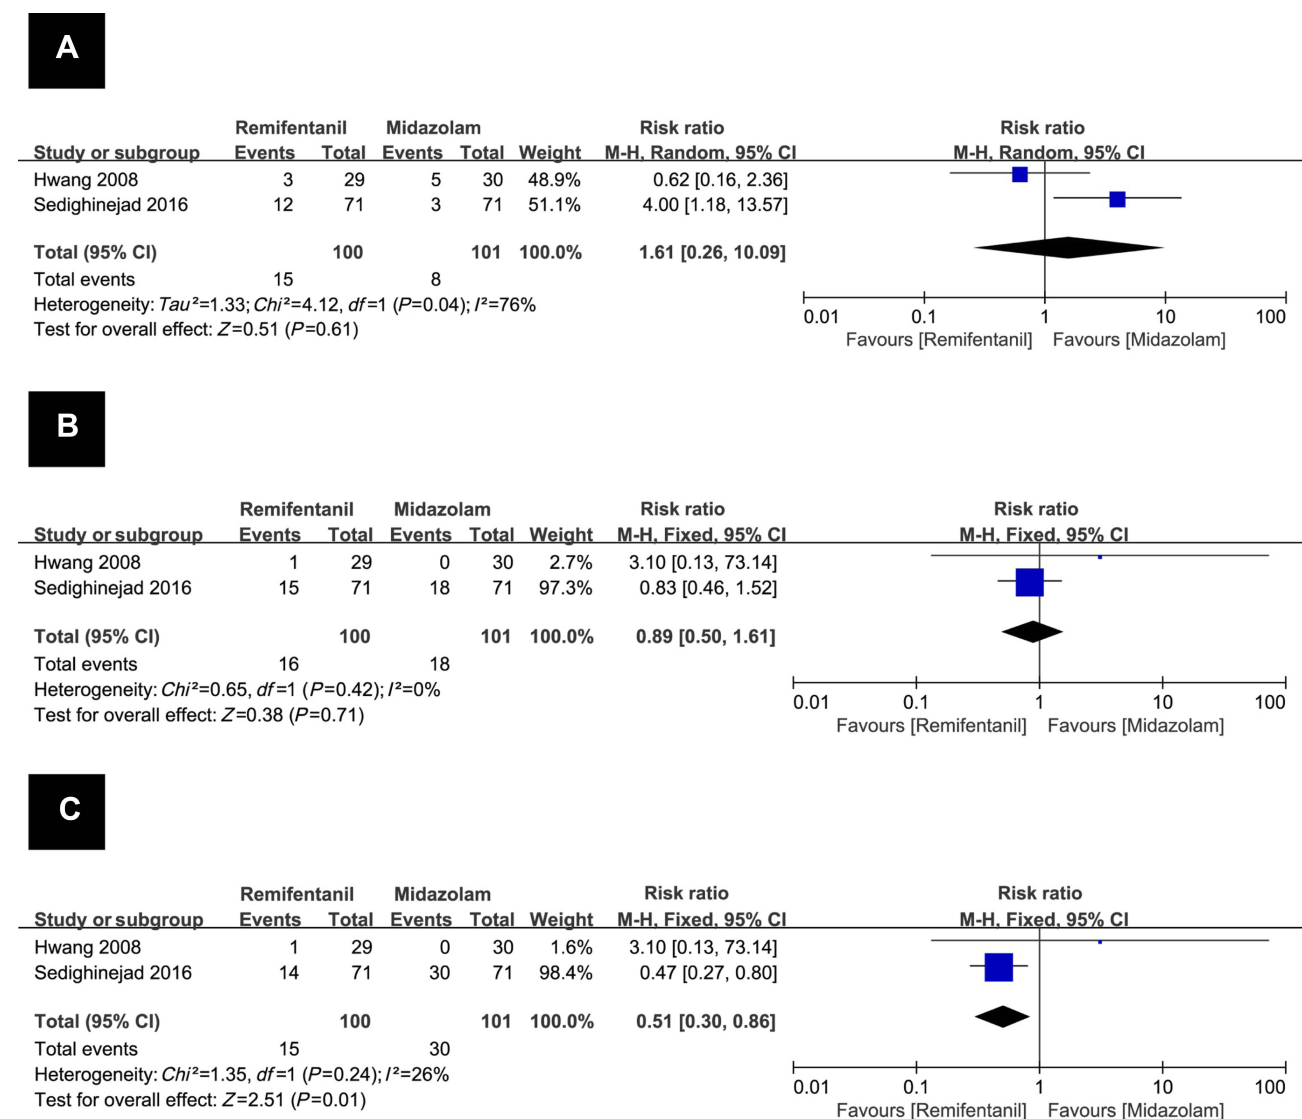 A
Remifentanil Midazolam Risk ratio Risk ratio
Study or subgroup Events Total Events Total Weight M-H, Random, 95% CI M-H, Random, 95% CI
Hwang 2008 3 29 5 30 48.9% 0.62 [0.16, 2.36]
Sedighinejad 2016 12 71 3 71 51.1% 4.00 [1.18, 13.57]
Total (95% CI) 100 101 100.0% 1.61 [0.26, 10.09]
Total events 15 8
Heterogeneity: Tau²=1.33; Chi²=4.12, df=1 (P=0.04); I²=76%
Test for overall effect: Z=0.51 (P=0.61)
0.01 0.1 1 10 100
Favours [Remifentanil] Favours [Midazolam]
B
Remifentanil Midazolam Risk ratio Risk ratio
Study or subgroup Events Total Events Total Weight M-H, Fixed, 95% CI M-H, Fixed, 95% CI
Hwang 2008 1 29 0 30 2.7% 3.10 [0.13, 73.14]
Sedighinejad 2016 15 71 18 71 97.3% 0.83 [0.46, 1.52]
Total (95% CI) 100 101 100.0% 0.89 [0.50, 1.61]
Total events 16 18
Heterogeneity: Chi²=0.65, df=1 (P=0.42); I²=0%
Test for overall effect: Z=0.38 (P=0.71)
0.01 0.1 1 10 100
Favours [Remifentanil] Favours [Midazolam]
C
Remifentanil Midazolam Risk ratio Risk ratio
Study or subgroup Events Total Events Total Weight M-H, Fixed, 95% CI M-H, Fixed, 95% CI
Hwang 2008 1 29 0 30 1.6% 3.10 [0.13, 73.14]
Sedighinejad 2016 14 71 30 71 98.4% 0.47 [0.27, 0.80]
Total (95% CI) 100 101 100.0% 0.51 [0.30, 0.86]
Total events 15 30
Heterogeneity: Chi²=1.35, df=1 (P=0.24); I²=26%
Test for overall effect: Z=2.51 (P=0.01)
0.01 0.1 1 10 100
Favours [Remifentanil] Favours [Midazolam]